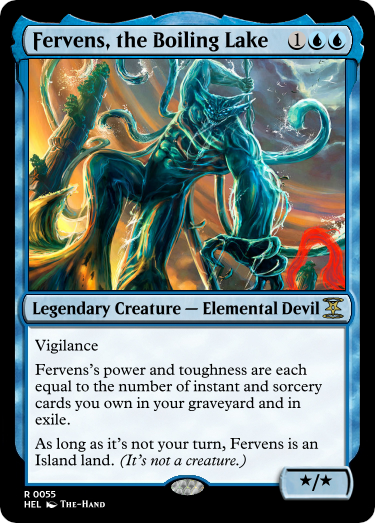 Fervens, the Boiling Lake 1
Legendary Creature — Elemental Devil
Vigilance
Fervens's power and toughness are each
equal to the number of instant and sorcery
cards you own in your graveyard and in
exile.
As long as it's not your turn, Fervens is an
Island land. (It's not a creature.)
★/★
R 0055
HEL The-Hand